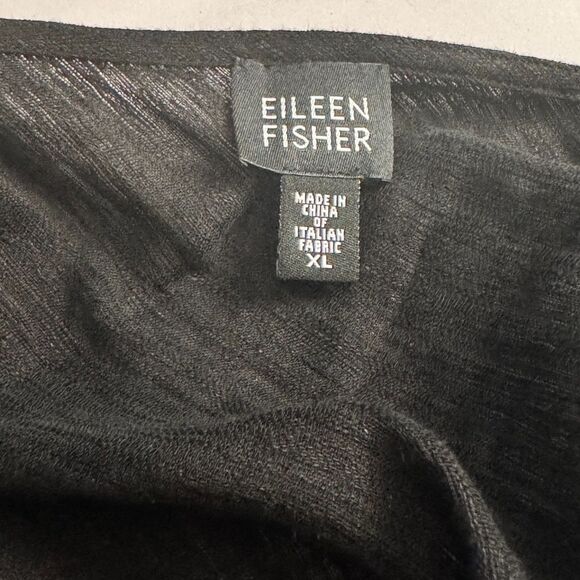 EILEEN
FISHER
MADE IN
CHINA
OF
ITALIAN
FABRIC
XL